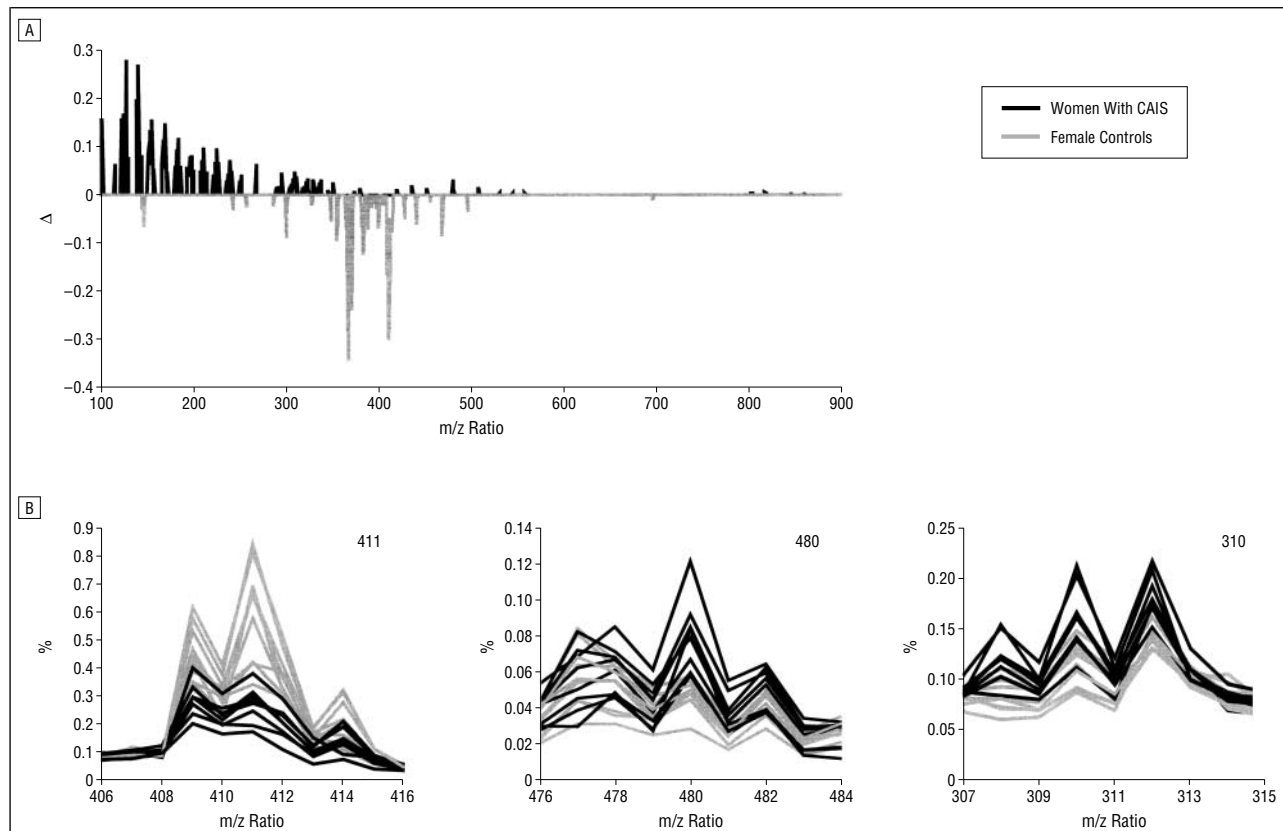 A
0.3
0.2
0.1
0
–0.1
–0.2
–0.3
–0.4
Δ
100 200 300 400 500 600 700 800 900
m/z Ratio
Women With CAIS
Female Controls
B
0.9
0.8
0.7
0.6
0.5
0.4
0.3
0.2
0.1
0
%
406 408 410 412 414 416
m/z Ratio
411
0.14
0.12
0.10
0.08
0.06
0.04
0.02
0
%
476 478 480 482 484
m/z Ratio
480
0.25
0.20
0.15
0.10
0.05
0
%
307 309 311 313 315
m/z Ratio
310